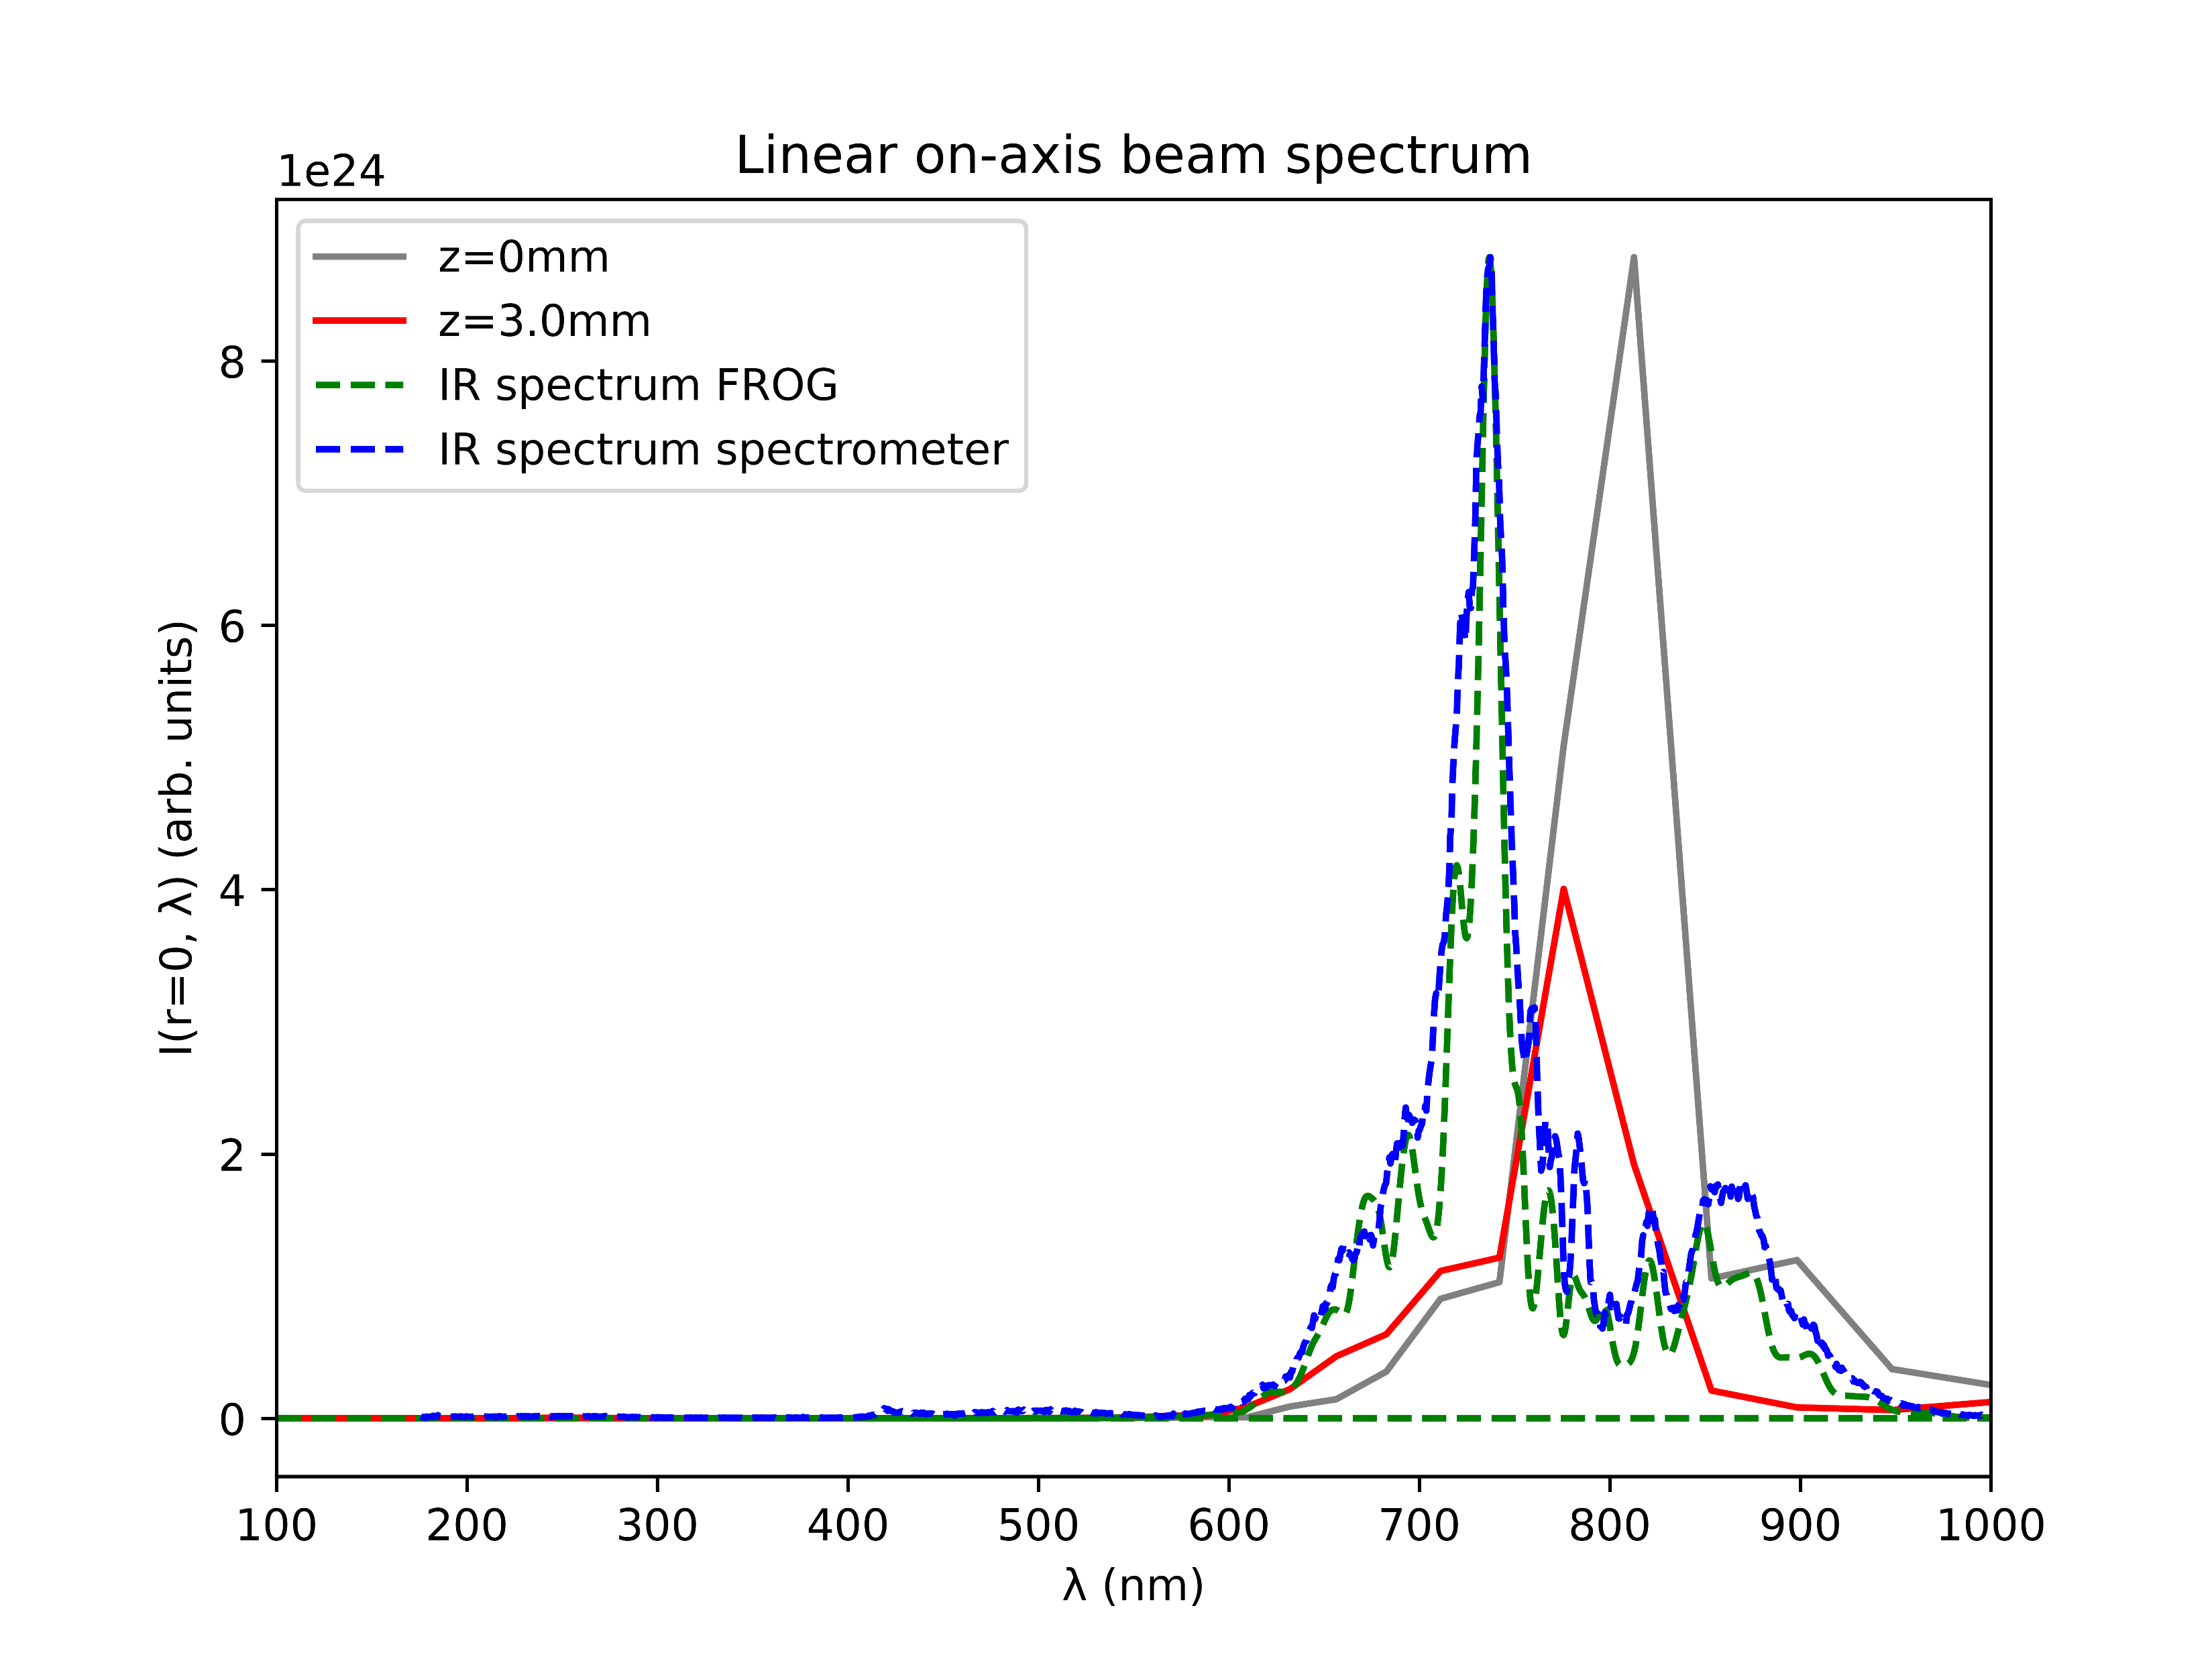 Linear on-axis beam spectrum
1e24
z=0mm
z=3.0mm
IR spectrum FROG
IR spectrum spectrometer
8
6
4
2
0
I(r=0, λ) (arb. units)
100 200 300 400 500 600 700 800 900 1000
λ (nm)